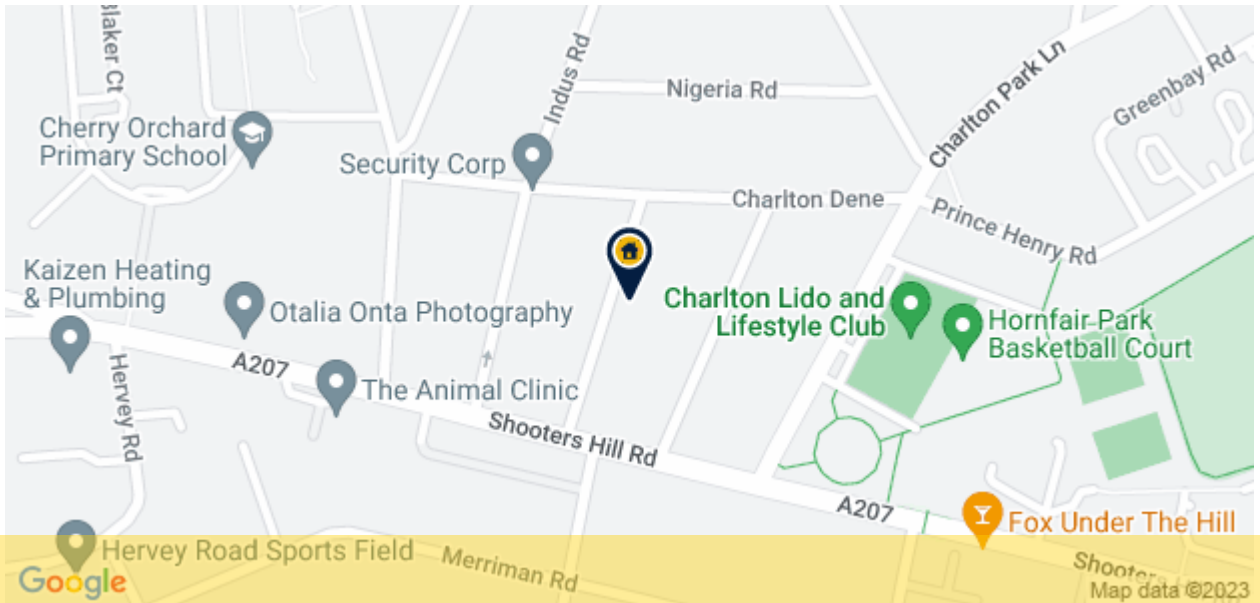 Blaker Ct
Indus Rd
Nigeria Rd
Charlton Park Ln
Greenbay Rd
Cherry Orchard
Primary School
Security Corp
Charlton Dene
Prince Henry Rd
Kaizen Heating
& Plumbing
Otalia Onta Photography
Charlton Lido and
Lifestyle Club
Hornfair Park
Basketball Court
A207
Hervey Rd
The Animal Clinic
Shooters Hill Rd
A207
Fox Under The Hill
Hervey Road Sports Field
Merriman Rd
Shooters
Google
Map data ©2023